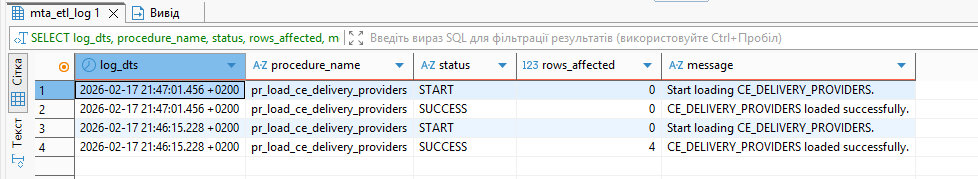 mta_etl_log 1 Вивід
SELECT log_dts, procedure_name, status, rows_affected, m Введіть вираз SQL для фільтрації результатів (використовуйте Ctrl+Пробіл)
Сітка
Текст
log_dts A-Z procedure_name A-Z status 123 rows_affected A-Z message
1 2026-02-17 21:47:01.456 +0200 pr_load_ce_delivery_providers START 0 Start loading CE_DELIVERY_PROVIDERS.
2 2026-02-17 21:47:01.456 +0200 pr_load_ce_delivery_providers SUCCESS 0 CE_DELIVERY_PROVIDERS loaded successfully.
3 2026-02-17 21:46:15.228 +0200 pr_load_ce_delivery_providers START 0 Start loading CE_DELIVERY_PROVIDERS.
4 2026-02-17 21:46:15.228 +0200 pr_load_ce_delivery_providers SUCCESS 4 CE_DELIVERY_PROVIDERS loaded successfully.